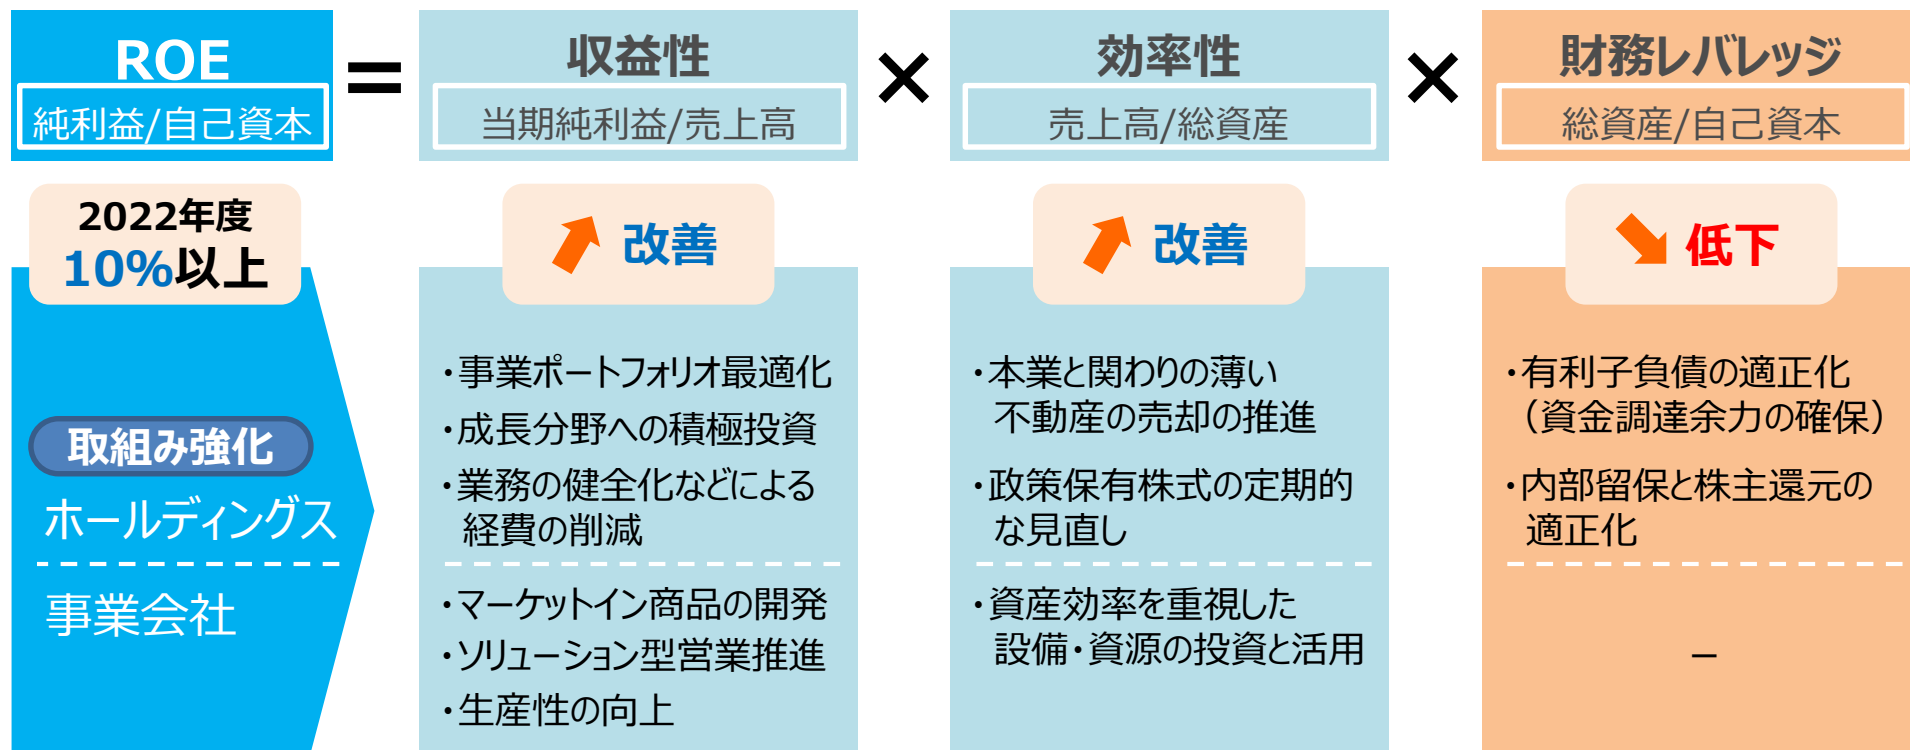 ROE
純利益/自己資本
=
収益性
当期純利益/売上高
×
効率性
売上高/総資産
×
財務レバレッジ
総資産/自己資本
2022年度
10%以上
改善
改善
低下
取組み強化
ホールディングス
・事業ポートフォリオ最適化
・成長分野への積極投資
・業務の健全化などによる
経費の削減
・本業と関わりの薄い
不動産の売却の推進
・政策保有株式の定期的
な見直し
・有利子負債の適正化
（資金調達余力の確保）
・内部留保と株主還元の
適正化
事業会社
・マーケットイン商品の開発
・ソリューション型営業推進
・生産性の向上
・資産効率を重視した
設備・資源の投資と活用
－